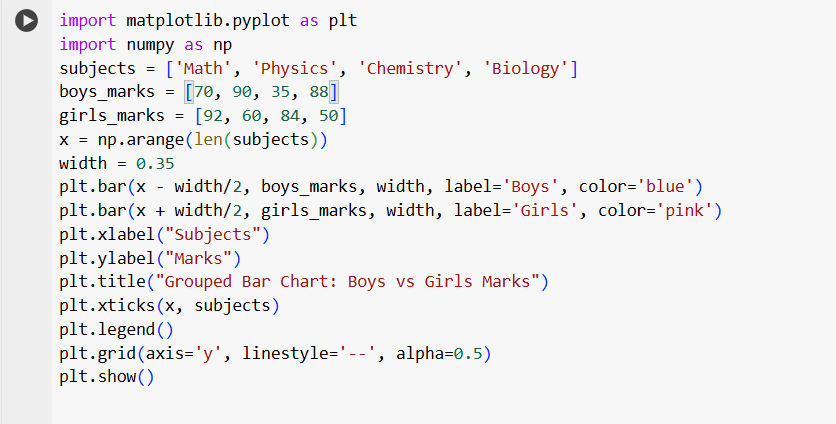 import matplotlib.pyplot as plt
import numpy as np
subjects = ['Math', 'Physics', 'Chemistry', 'Biology']
boys_marks = [70, 90, 35, 88]
girls_marks = [92, 60, 84, 50]
x = np.arange(len(subjects))
width = 0.35
plt.bar(x - width/2, boys_marks, width, label='Boys', color='blue')
plt.bar(x + width/2, girls_marks, width, label='Girls', color='pink')
plt.xlabel("Subjects")
plt.ylabel("Marks")
plt.title("Grouped Bar Chart: Boys vs Girls Marks")
plt.xticks(x, subjects)
plt.legend()
plt.grid(axis='y', linestyle='--', alpha=0.5)
plt.show()